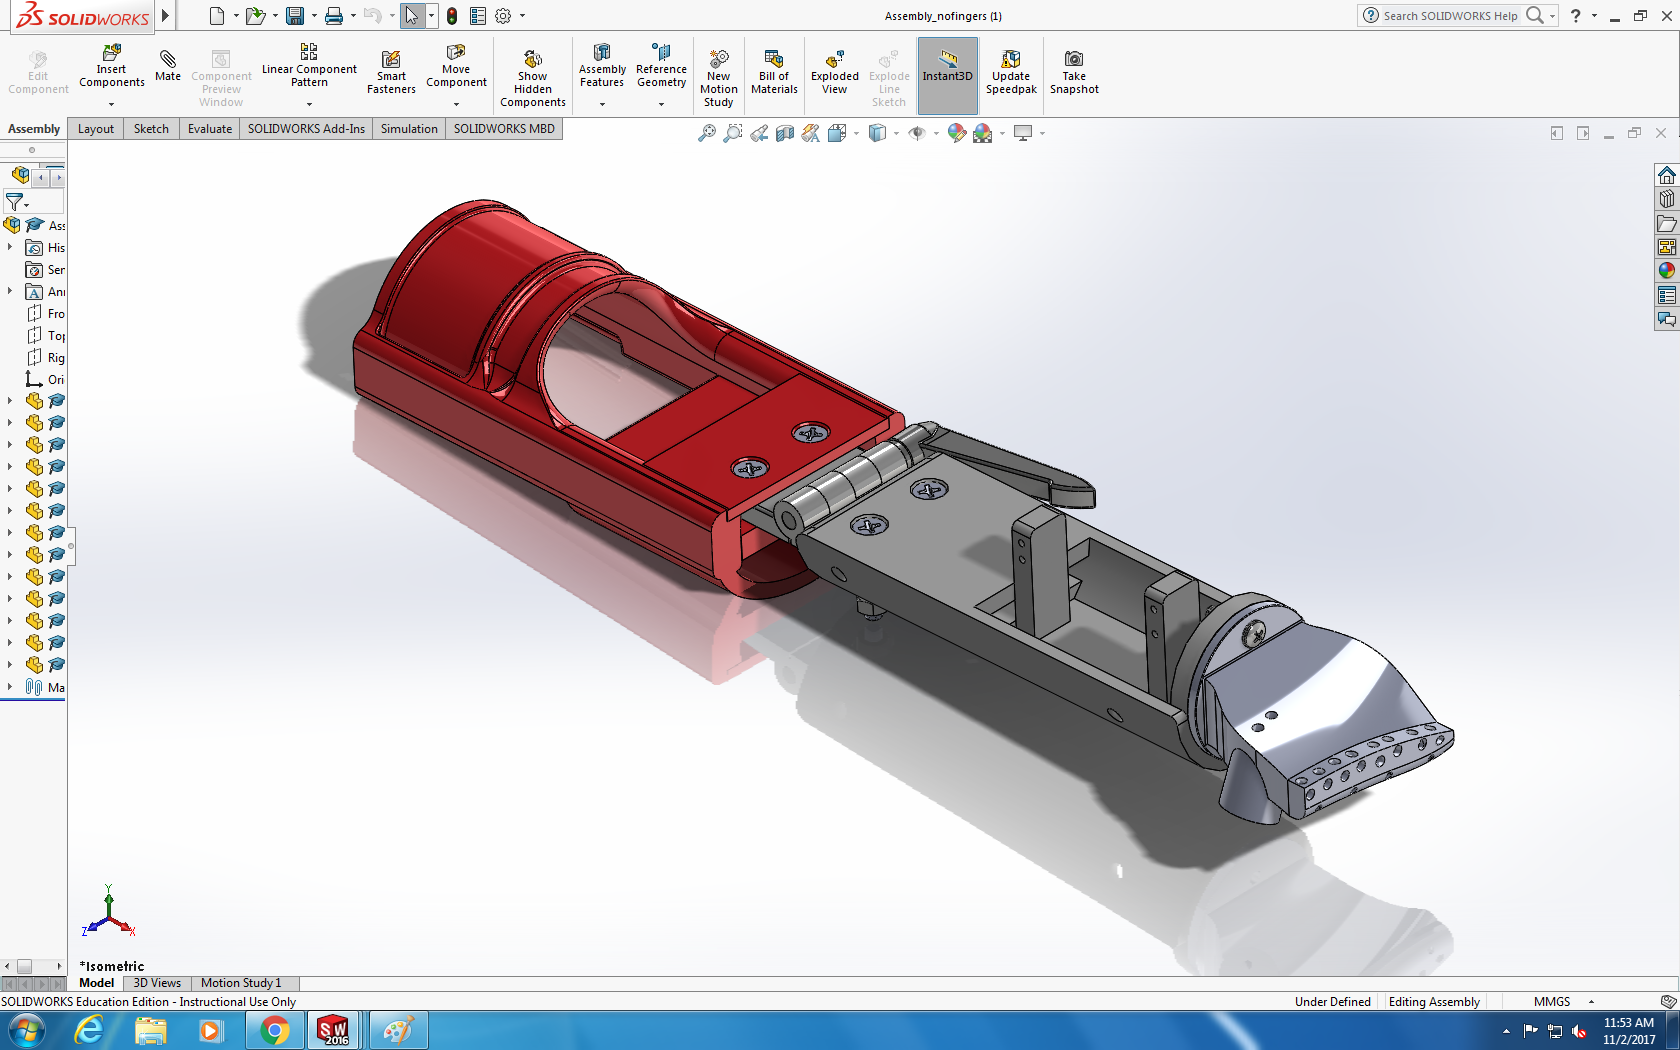 SOLIDWORKS
Assembly_nofingers (1)
Search SOLIDWORKS Help
?
Edit Component
Insert Components
Mate
Component Preview Window
Linear Component Pattern
Smart Fasteners
Move Component
Show Hidden Components
Assembly Features
Reference Geometry
New Motion Study
Bill of Materials
Exploded View
Explode Line Sketch
Instant3D
Update Speedpak
Take Snapshot
Assembly
Layout
Sketch
Evaluate
SOLIDWORKS Add-Ins
Simulation
SOLIDWORKS MBD
Ass
His
Ser
A
Ani
Fro
Top
Rig
Ori
Ma
Y
Z
X
*Isometric
Model
3D Views
Motion Study 1
SOLIDWORKS Education Edition - Instructional Use Only
Under Defined
Editing Assembly
MMGS
SW
2016
11:53 AM
11/2/2017